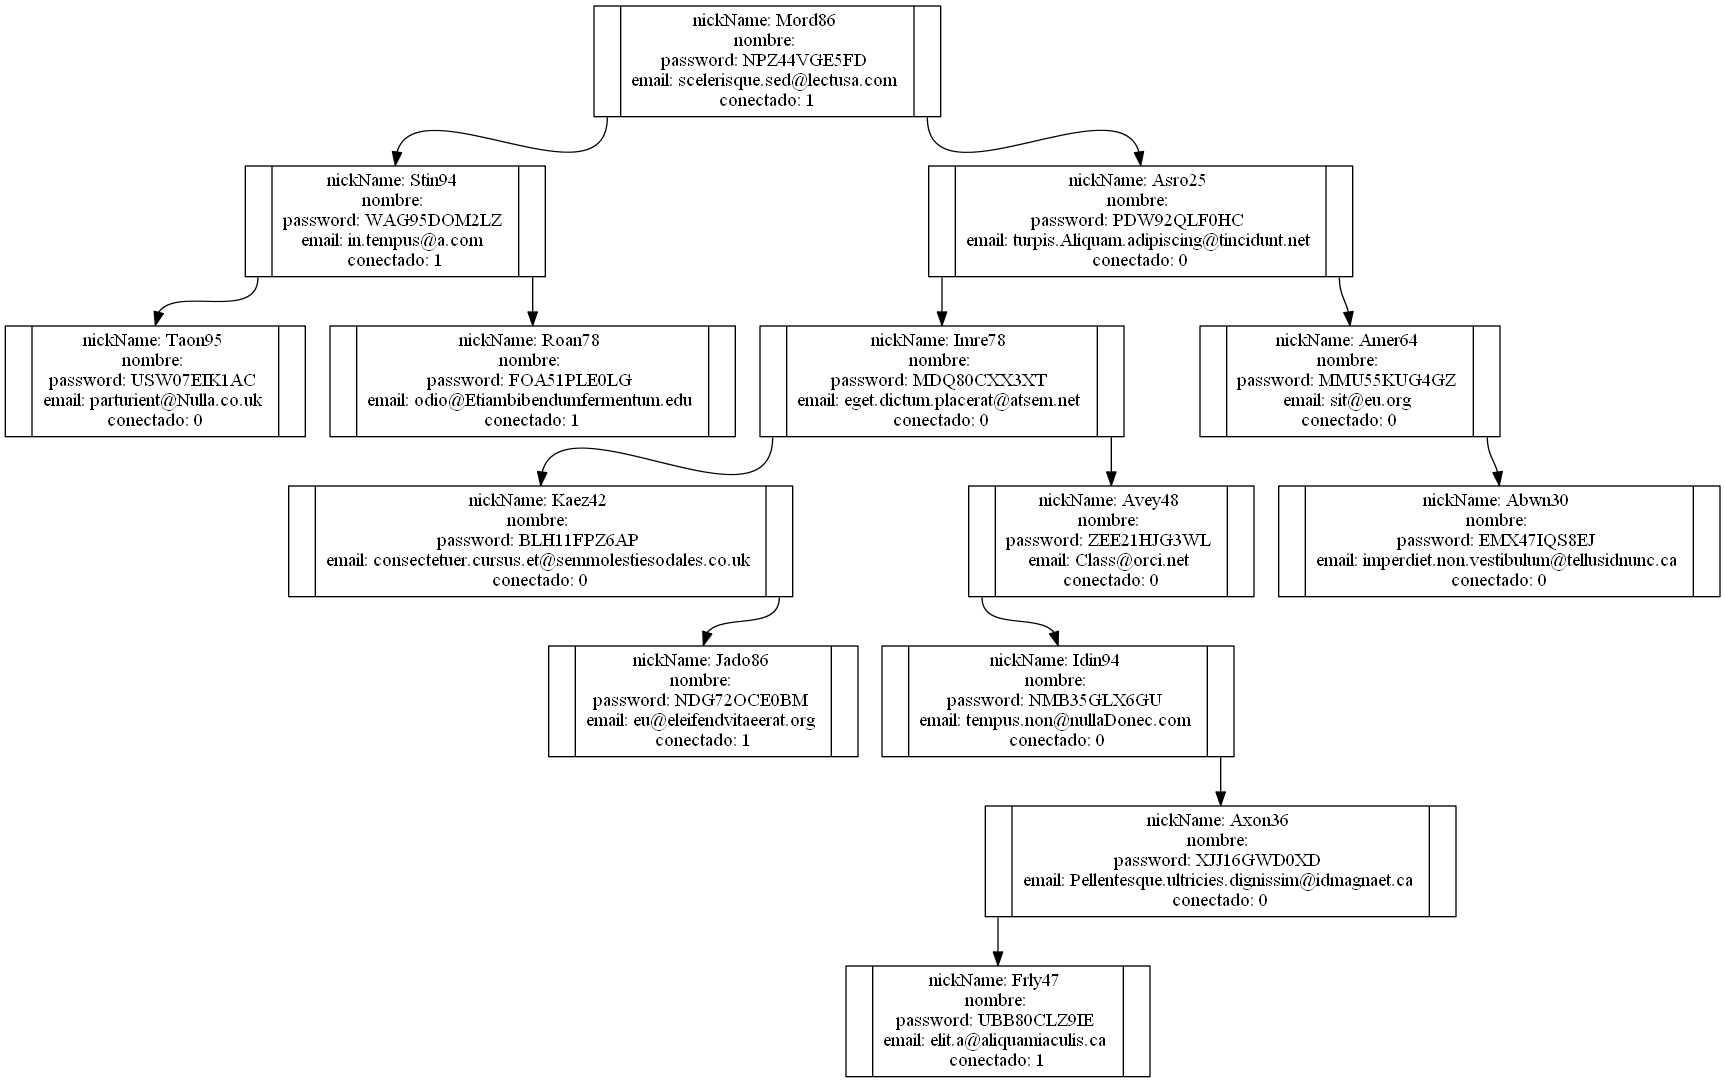 nickName: Mord86
nombre:
password: NPZ44VGE5FD
email: scelerisque.sed@lectusa.com
conectado: 1
nickName: Stin94
nombre:
password: WAG95DOM2LZ
email: in.tempus@a.com
conectado: 1
nickName: Asro25
nombre:
password: PDW92QLF0HC
email: turpis.Aliquam.adipiscing@tincidunt.net
conectado: 0
nickName: Taon95
nombre:
password: USW07EIK1AC
email: parturient@Nulla.co.uk
conectado: 0
nickName: Roan78
nombre:
password: FOA51PLE0LG
email: odio@Etiambibendumfermentum.edu
conectado: 1
nickName: Imre78
nombre:
password: MDQ80CXX3XT
email: eget.dictum.placerat@atsem.net
conectado: 0
nickName: Amer64
nombre:
password: MMU55KUG4GZ
email: sit@eu.org
conectado: 0
nickName: Kaez42
nombre:
password: BLH11FPZ6AP
email: consectetuer.cursus.et@semmolestiesodales.co.uk
conectado: 0
nickName: Avey48
nombre:
password: ZEE21HJG3WL
email: Class@orci.net
conectado: 0
nickName: Abwn30
nombre:
password: EMX47IQS8EJ
email: imperdiet.non.vestibulum@tellusidnunc.ca
conectado: 0
nickName: Jado86
nombre:
password: NDG72OCE0BM
email: eu@eleifendvitaeerat.org
conectado: 1
nickName: Idin94
nombre:
password: NMB35GLX6GU
email: tempus.non@nullaDonec.com
conectado: 0
nickName: Axon36
nombre:
password: XJJ16GWD0XD
email: Pellentesque.ultricies.dignissim@idmagnaet.ca
conectado: 0
nickName: Frly47
nombre:
password: UBB80CLZ9IE
email: elit.a@aliquamiaculis.ca
conectado: 1